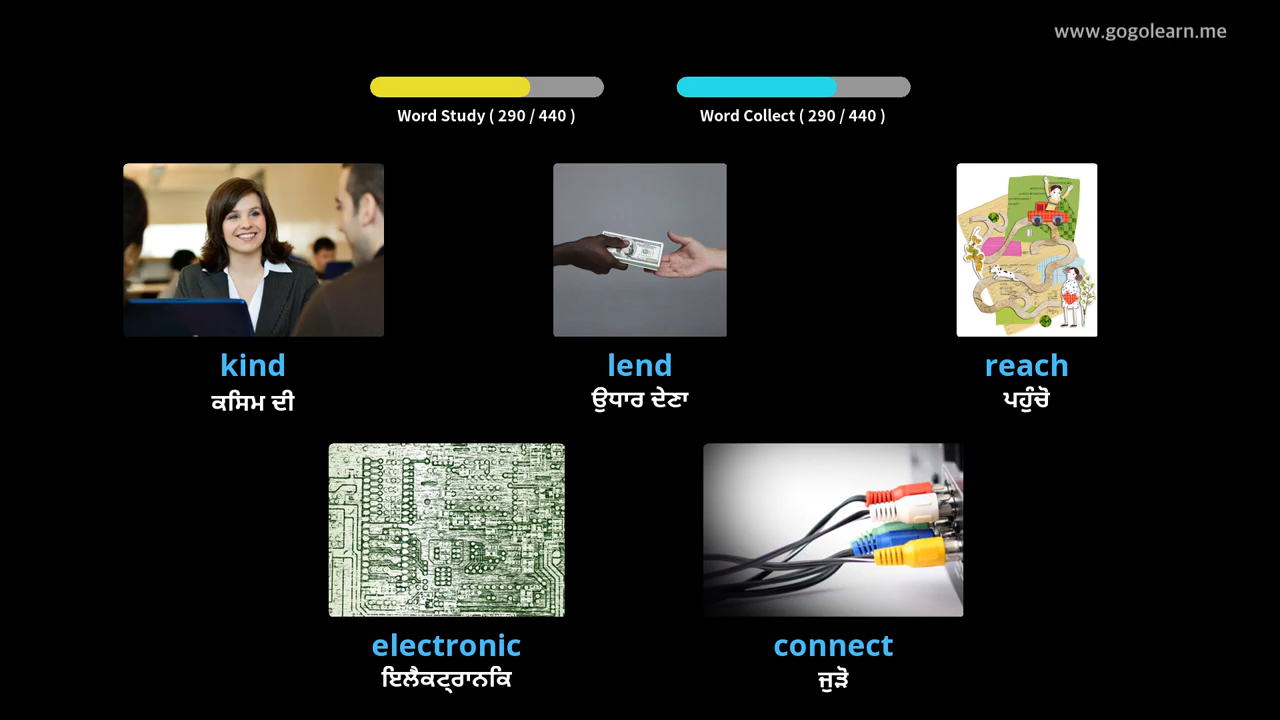 www.gogolearn.me
Word Study ( 290 / 440 )
Word Collect ( 290 / 440 )
kind
ਕਸਿਮ ਦੀ
lend
ਉਧਾਰ ਦੇਣਾ
reach
ਪਹੁੰਚੋ
electronic
ਇਲੈਕਟ੍ਰਾਨਕਿ
connect
ਜੁੜੋ